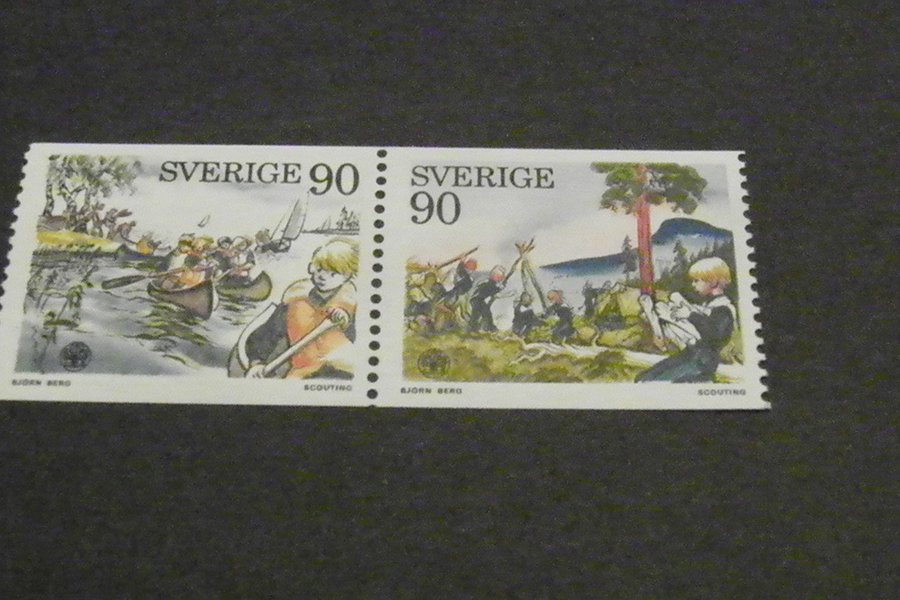 SVERIGE 90
BJÖRN BERG SCOUTING
SVERIGE
90
BJÖRN BERG SCOUTING